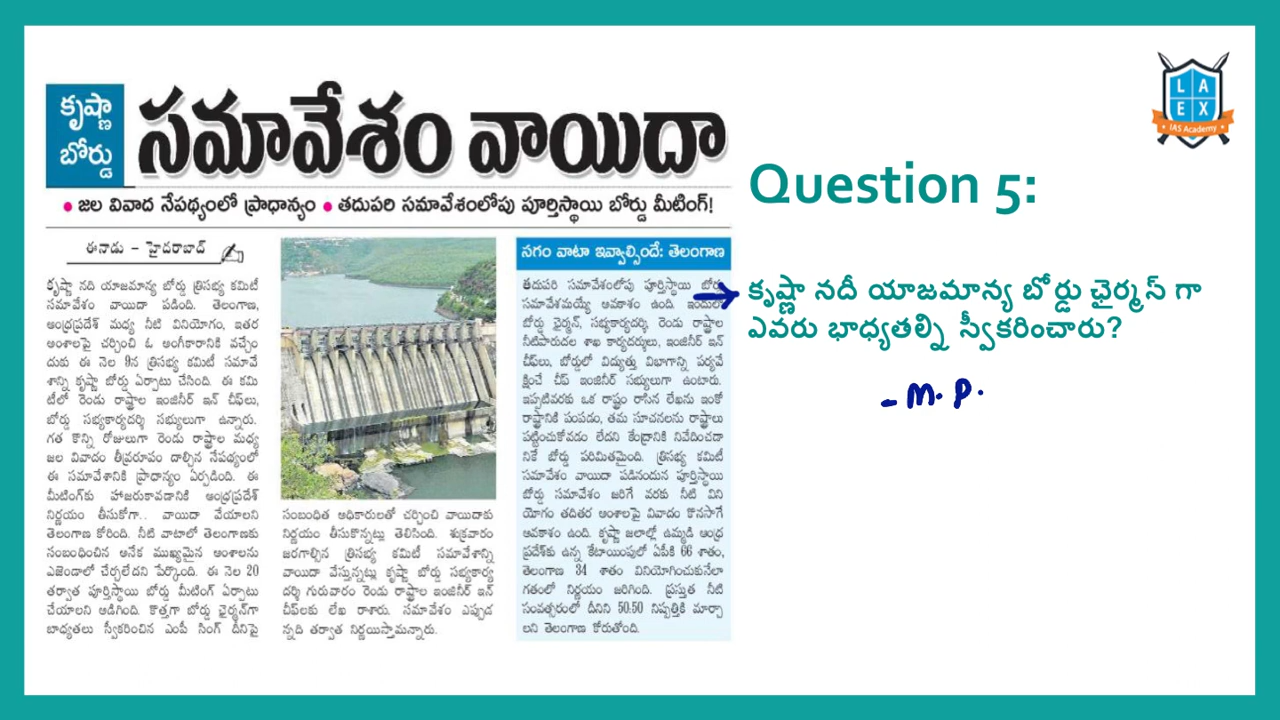 కృష్ణా
బోర్డు
సమావేశం వాయిదా
• జల వివాద నేపథ్యంలో ప్రాధాన్యం • తదుపరి సమావేశంలోపు పూర్తిస్థాయి బోర్డు మీటింగ్!
ఈనాడు - హైదరాబాద్
కృష్ణా నది యాజమాన్య బోర్డు త్రిసభ్య కమిటీ
సమావేశం వాయిదా పడింది. తెలంగాణ,
ఆంధ్రప్రదేశ్ మధ్య నీటి వినియోగం, ఇతర
అంశాలపై చర్చించి ఓ అంగీకారానికి వచ్చేం
దుకు ఈ నెల 9న త్రిసభ్య కమిటీ సమావే
శాన్ని కృష్ణా బోర్డు ఏర్పాటు చేసింది. ఈ కమి
టీలో రెండు రాష్ట్రాల ఇంజినీర్ ఇన్ చీఫ్‌లు,
బోర్డు సభ్యకార్యదర్శి సభ్యులుగా ఉన్నారు.
గత కొన్ని రోజులుగా రెండు రాష్ట్రాల మధ్య
జల వివాదం తీవ్రరూపం దాల్చిన నేపథ్యంలో
ఈ సమావేశానికి ప్రాధాన్యం ఏర్పడింది. ఈ
మీటింగ్‌కు హాజరుకావడానికి ఆంధ్రప్రదేశ్
నిర్ణయం తీసుకోగా.. వాయిదా వేయాలని
తెలంగాణ కోరింది. నీటి వాటాలో తెలంగాణకు
సంబంధించిన అనేక ముఖ్యమైన అంశాలను
ఎజెండాలో చేర్చలేదని పేర్కొంది. ఈ నెల 20
తర్వాత పూర్తిస్థాయి బోర్డు మీటింగ్ ఏర్పాటు
చేయాలని అడిగింది. కొత్తగా బోర్డు ఛైర్మన్‌గా
బాధ్యతలు స్వీకరించిన ఎంపీ సింగ్ దీనిపై
సంబంధిత అధికారులతో చర్చించి వాయిదాకు
నిర్ణయం తీసుకొన్నట్లు తెలిసింది. శుక్రవారం
జరగాల్సిన త్రిసభ్య కమిటీ సమావేశాన్ని
వాయిదా వేస్తున్నట్లు కృష్ణా బోర్డు సభ్యకార్య
దర్శి గురువారం రెండు రాష్ట్రాల ఇంజినీర్ ఇన్
చీఫ్‌లకు లేఖ రాశారు. సమావేశం ఎప్పుడ
న్నది తర్వాత నిర్ణయిస్తామన్నారు.
సగం వాటా ఇవ్వాల్సిందే: తెలంగాణ
తదుపరి సమావేశంలోపు పూర్తిస్థాయి బోర్డు
సమావేశమయ్యే అవకాశం ఉంది. ఇందులో
బోర్డు ఛైర్మన్, సభ్యకార్యదర్శి, రెండు రాష్ట్రాల
నీటిపారుదల శాఖ కార్యదర్శులు, ఇంజినీర్ ఇన్
చీఫ్‌లు, బోర్డులో విద్యుత్తు విభాగాన్ని పర్యవే
క్షించే చీఫ్ ఇంజినీర్ సభ్యులుగా ఉంటారు.
ఇప్పటివరకు ఒక రాష్ట్రం రాసిన లేఖను ఇంకో
రాష్ట్రానికి పంపడం, తమ సూచనలను రాష్ట్రాలు
పట్టించుకోవడం లేదని కేంద్రానికి నివేదించడా
నికే బోర్డు పరిమితమైంది. త్రిసభ్య కమిటీ
సమావేశం వాయిదా పడినందున పూర్తిస్థాయి
బోర్డు సమావేశం జరిగే వరకు నీటి విని
యోగం తదితర అంశాలపై వివాదం కొనసాగే
అవకాశం ఉంది. కృష్ణా జలాల్లో ఉమ్మడి ఆంధ్ర
ప్రదేశ్‌కు ఉన్న కేటాయింపులో ఏపీకి 66 శాతం,
తెలంగాణ 34 శాతం వినియోగించుకునేలా
గతంలో నిర్ణయం జరిగింది. ప్రస్తుత నీటి
సంవత్సరంలో దీనిని 50:50 నిష్పత్తికి మార్చా
లని తెలంగాణ కోరుతోంది.
LAEX
IAS Academy
Question 5:
కృష్ణా నదీ యాజమాన్య బోర్డు ఛైర్మన్ గా
ఎవరు భాధ్యతల్ని స్వీకరించారు?
- M. P.